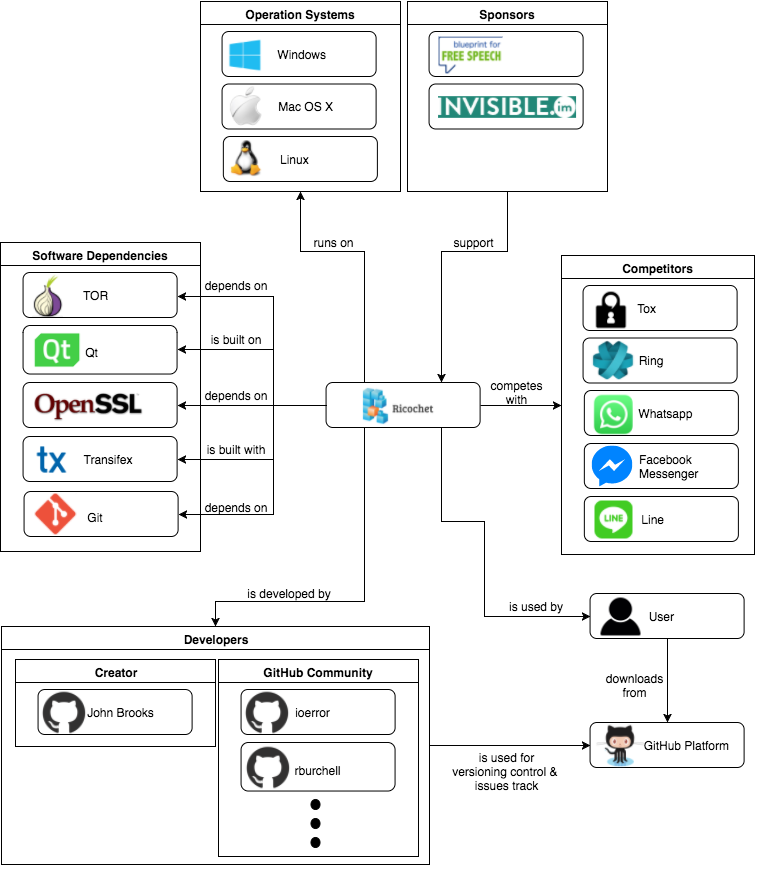 Operation Systems
Windows
Mac OS X
Linux
Sponsors
blueprint for
FREE SPEECH
INVISIBLE.im
runs on
support
Software Dependencies
TOR
Qt
Qt
OpenSSL
tx
Transifex
Git
depends on
is built on
depends on
is built with
depends on
Ricochet
competes
with
Competitors
Tox
Ring
Whatsapp
Facebook
Messenger
LINE
Line
is developed by
is used by
User
downloads
from
GitHub Platform
Developers
Creator
John Brooks
GitHub Community
ioerror
rburchell
is used for
versioning control &
issues track